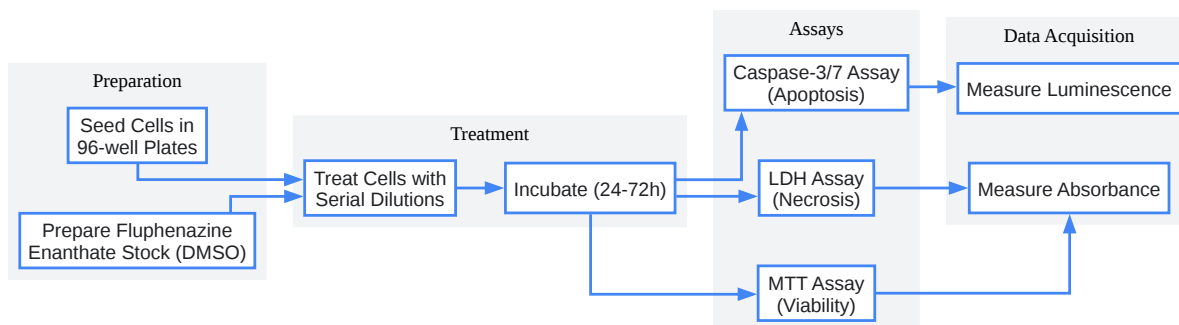 Preparation
Seed Cells in
96-well Plates
Prepare Fluphenazine
Enanthate Stock (DMSO)
Treatment
Treat Cells with
Serial Dilutions
Incubate (24-72h)
Assays
Caspase-3/7 Assay
(Apoptosis)
LDH Assay
(Necrosis)
MTT Assay
(Viability)
Data Acquisition
Measure Luminescence
Measure Absorbance